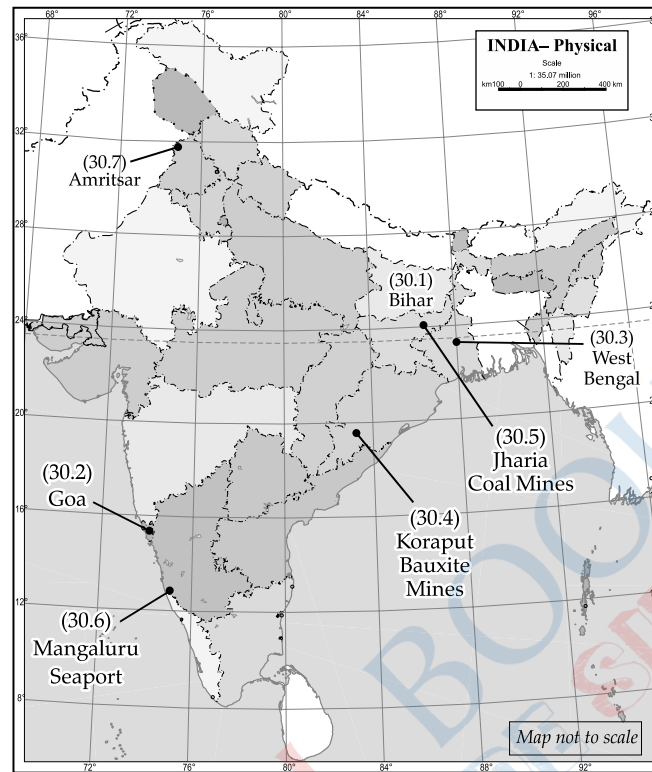 68° 72° 76° 80° 84° 88° 92° 96°
36°
INDIA– Physical
Scale
1: 35.07 million
km100 0 100 200 400 km
32°
(30.7)
Amritsar
28°
(30.1)
Bihar
24°
(30.3)
West
Bengal
20°
(30.5)
Jharia
Coal Mines
(30.2)
Goa
16°
(30.4)
Koraput
Bauxite
Mines
12°
(30.6)
Mangaluru
Seaport
8°
Map not to scale
72° 76° 80° 84° 88° 92°